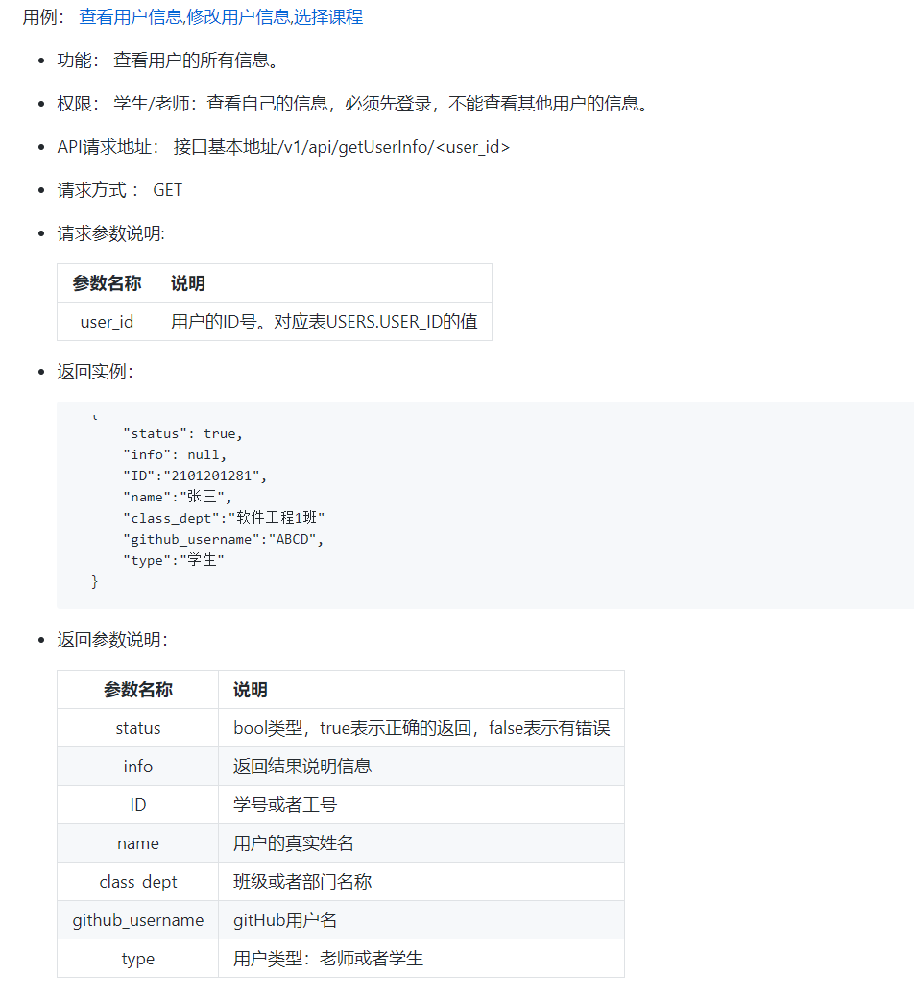 用例： 查看用户信息,修改用户信息,选择课程
功能： 查看用户的所有信息。
权限： 学生/老师：查看自己的信息，必须先登录，不能查看其他用户的信息。
API请求地址： 接口基本地址/v1/api/getUserInfo/<user_id>
请求方式 ： GET
请求参数说明:
参数名称 说明
user_id 用户的ID号。对应表USERS.USER_ID的值
返回实例：
{
"status": true,
"info": null,
"ID":"2101201281",
"name":"张三",
"class_dept":"软件工程1班"
"github_username":"ABCD",
"type":"学生"
}
返回参数说明：
参数名称 说明
status bool类型，true表示正确的返回，false表示有错误
info 返回结果说明信息
ID 学号或者工号
name 用户的真实姓名
class_dept 班级或者部门名称
github_username gitHub用户名
type 用户类型：老师或者学生